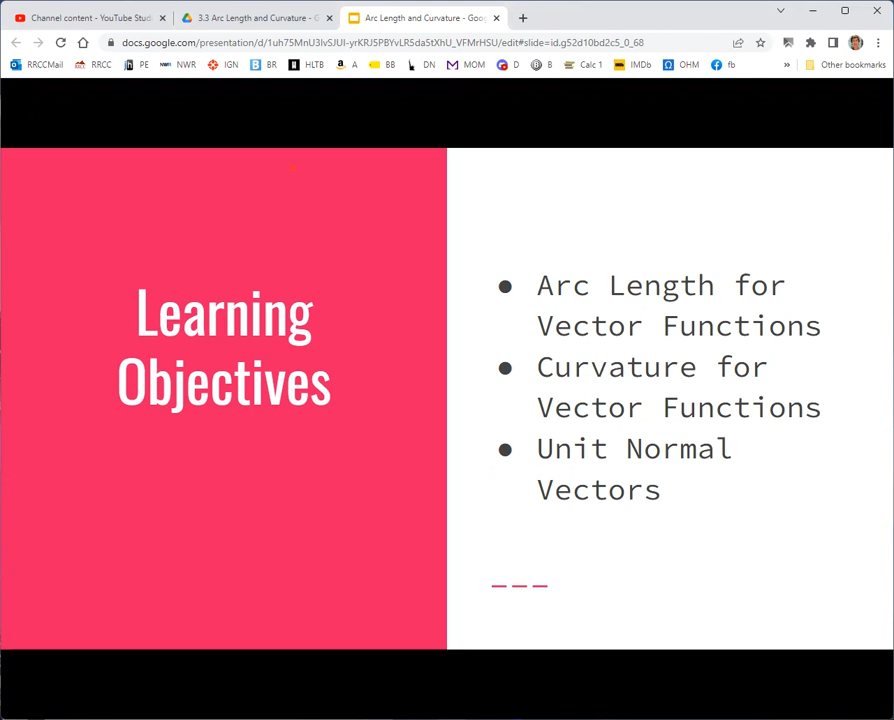 Channel content - YouTube Stud
3.3 Arc Length and Curvature - G
Arc Length and Curvature - Goog
docs.google.com/presentation/d/1uh75MnU3lvSJUI-yrKRJ5PBYvLR5da5tXhU_VFMrHSU/edit#slide=id.g52d10bd2c5_0_68
RRCCMail RRCC PE NWR IGN BR HLTB A BB DN MOM D B Calc 1 IMDb OHM fb » Other bookmarks
Learning
Objectives
● Arc Length for
Vector Functions
● Curvature for
Vector Functions
● Unit Normal
Vectors